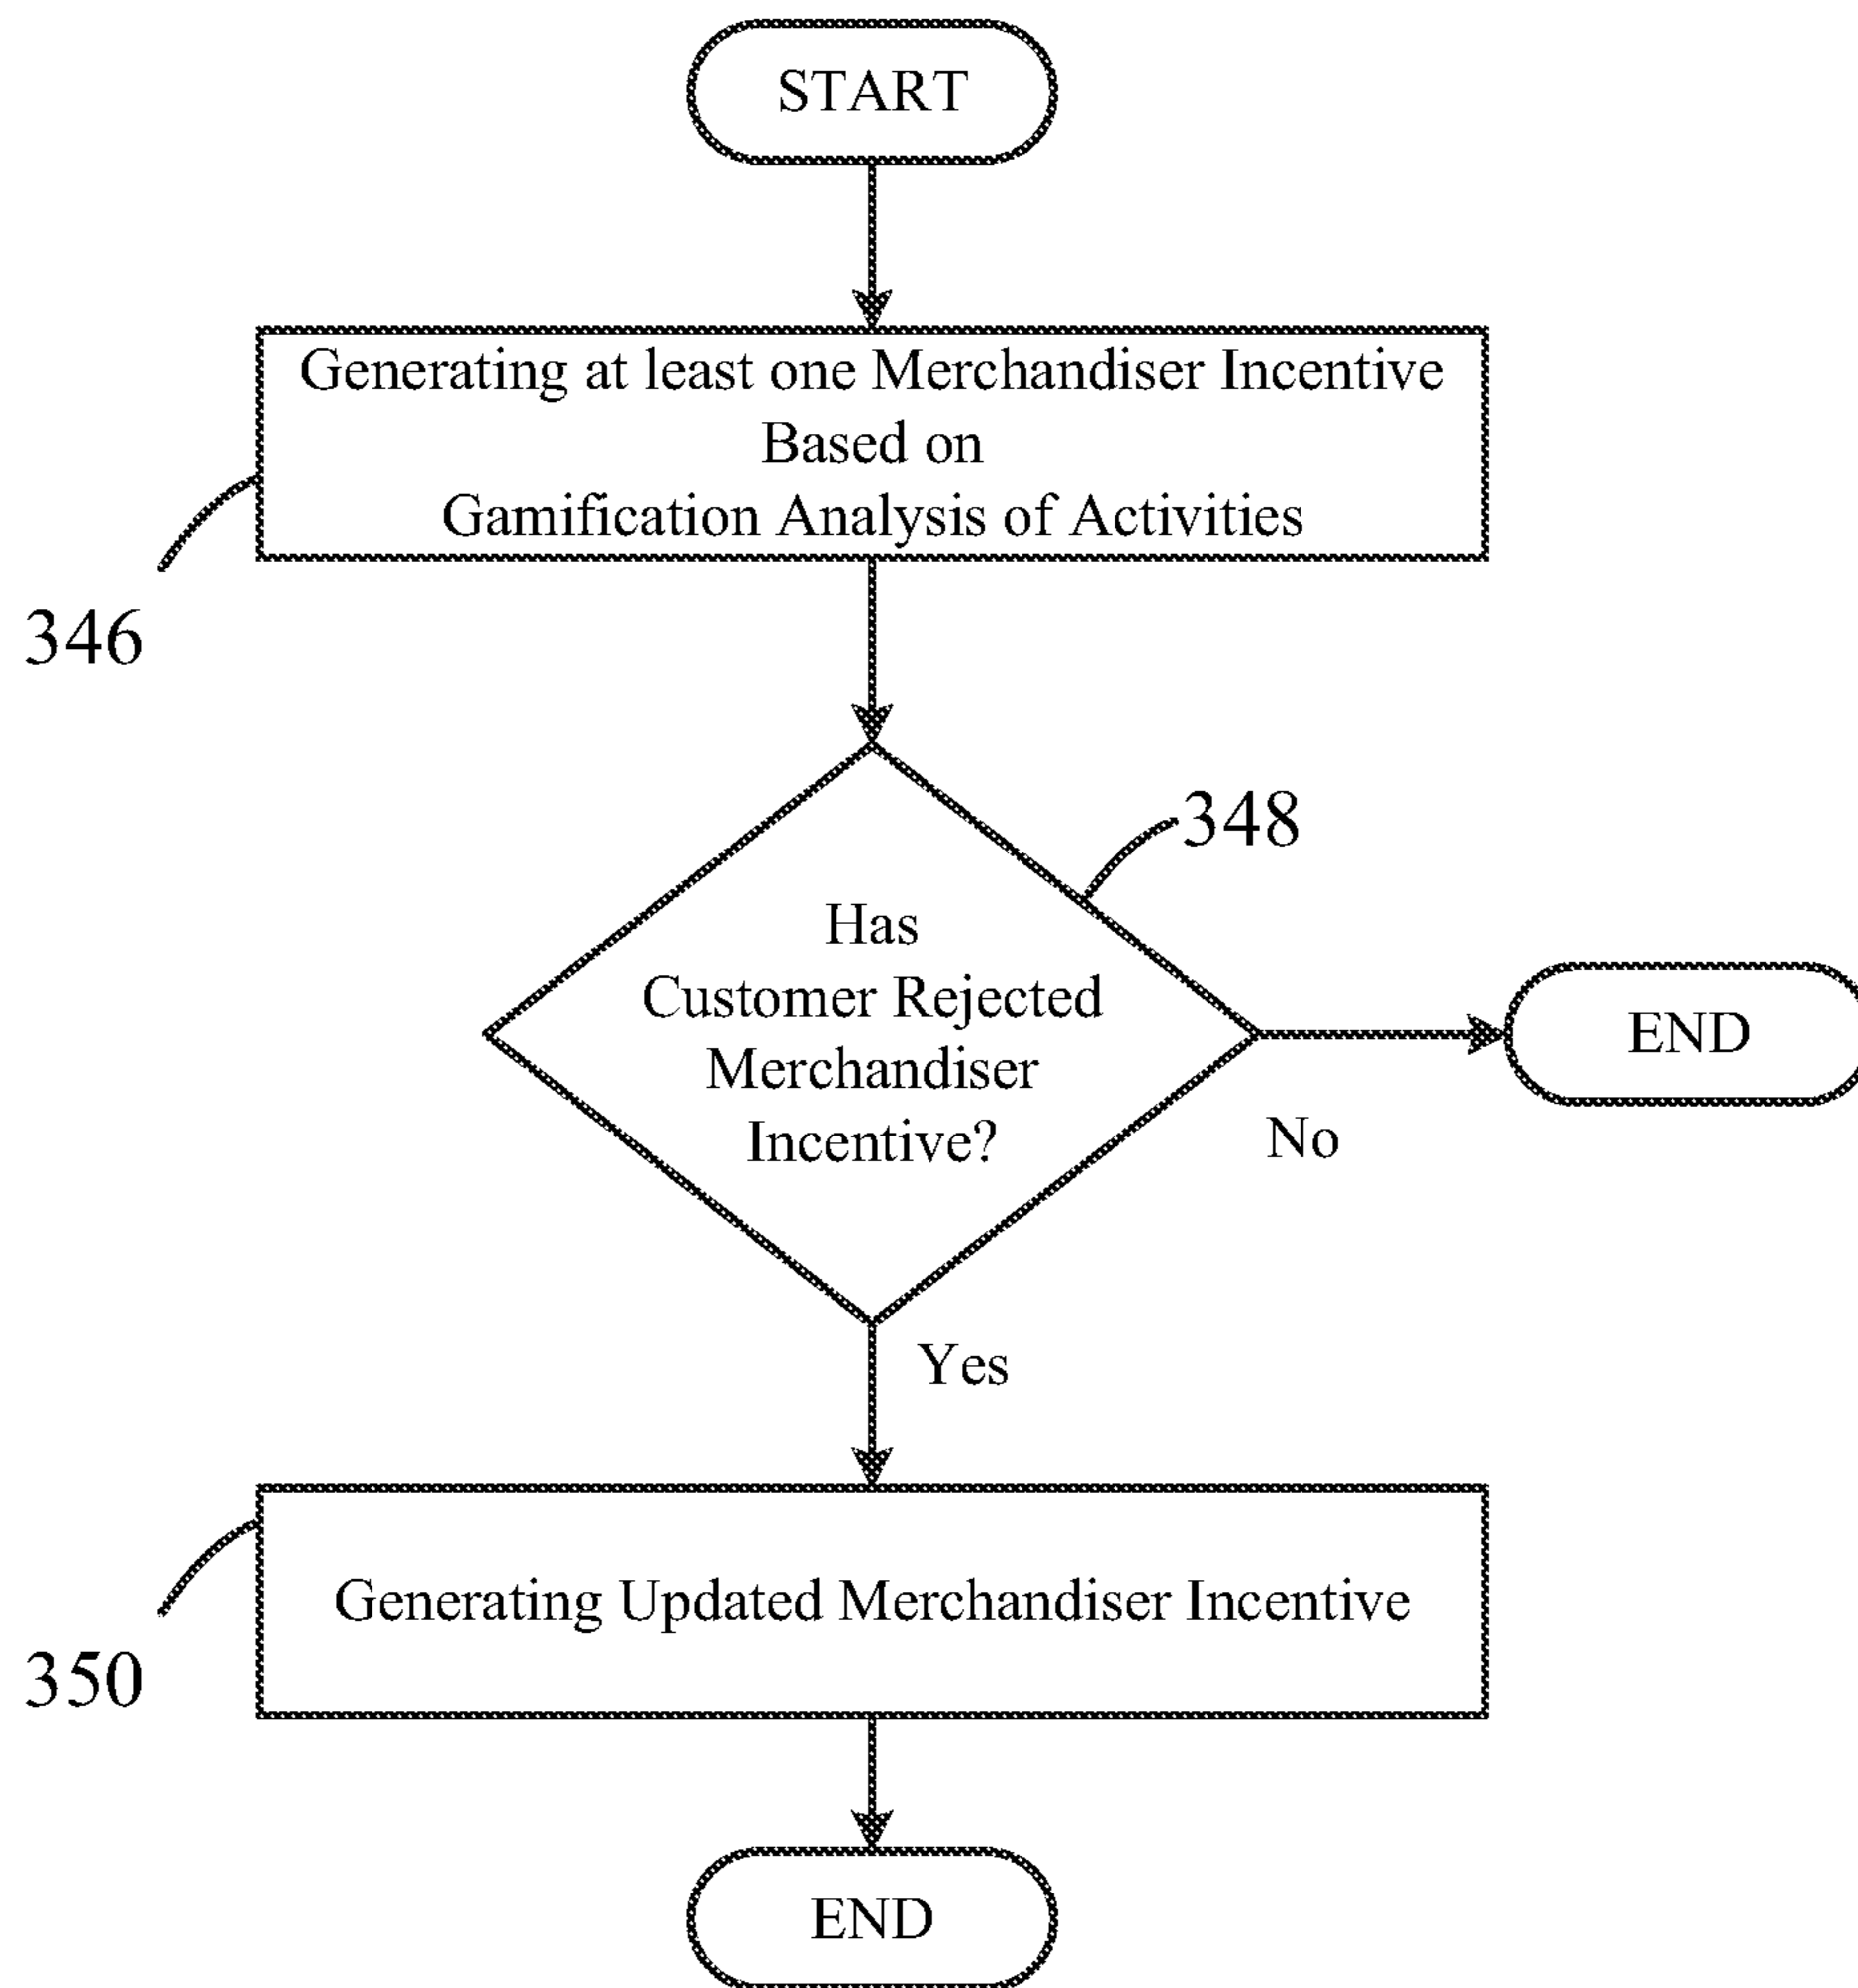 START
Generating at least one Merchandiser Incentive
Based on
Gamification Analysis of Activities
346
348
Has
Customer Rejected
Merchandiser
Incentive?
END
No
Yes
Generating Updated Merchandiser Incentive
350
END